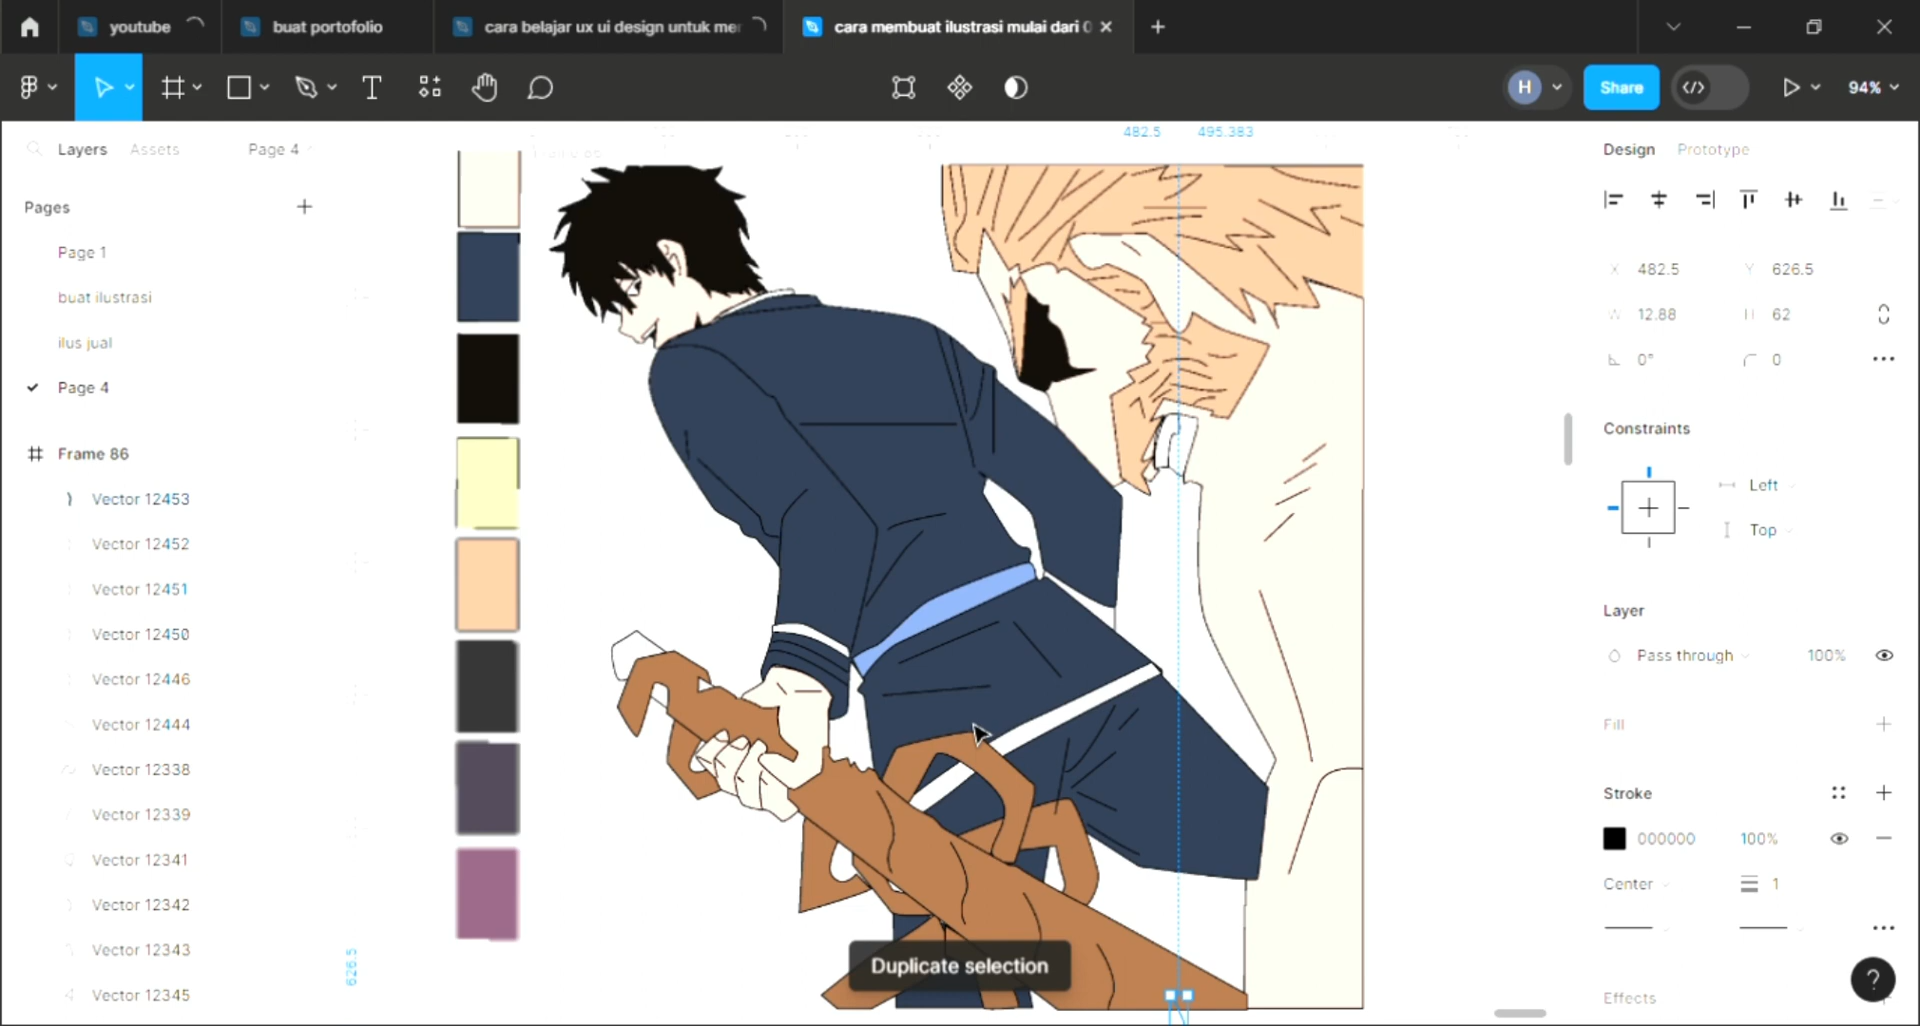 youtube
buat portofolio
cara belajar ux ui design untuk me
cara membuat ilustrasi mulai dari 0
H
Share
94%
Layers
Assets
Page 4
482.5
495.383
Design
Prototype
Pages
Page 1
buat ilustrasi
ilus jual
Page 4
X 482.5
Y 626.5
W 12.88
H 62
0°
0
Constraints
Left
Top
Frame 86
Vector 12453
Vector 12452
Vector 12451
Vector 12450
Vector 12446
Vector 12444
Vector 12338
Vector 12339
Vector 12341
Vector 12342
Vector 12343
Vector 12345
Layer
Pass through
100%
Fill
Stroke
000000
100%
Center
1
Effects
626.5
Duplicate selection
?